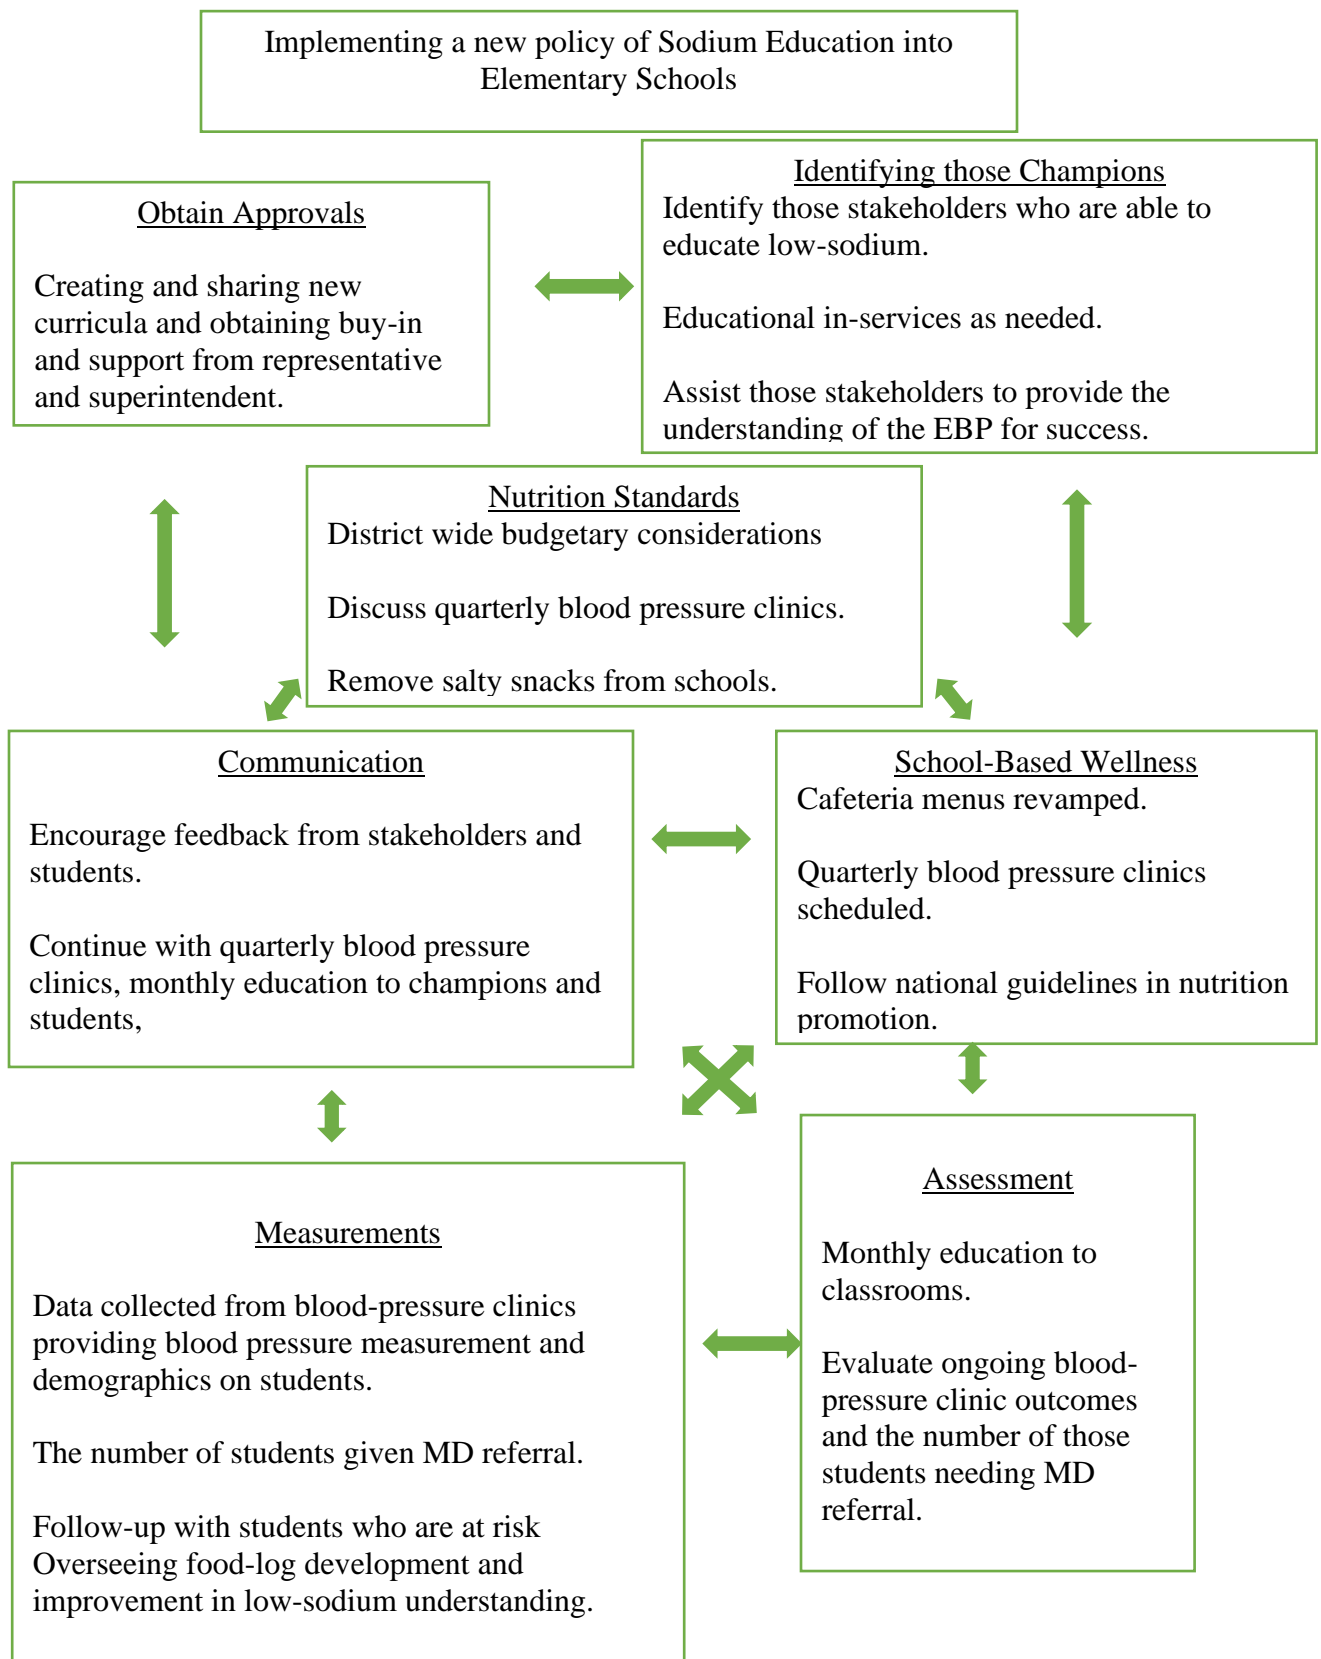 Implementing a new policy of Sodium Education into
Elementary Schools
Obtain Approvals
Creating and sharing new
curricula and obtaining buy-in
and support from representative
and superintendent.
Identifying those Champions
Identify those stakeholders who are able to
educate low-sodium.
Educational in-services as needed.
Assist those stakeholders to provide the
understanding of the EBP for success.
Nutrition Standards
District wide budgetary considerations
Discuss quarterly blood pressure clinics.
Remove salty snacks from schools.
Communication
Encourage feedback from stakeholders and
students.
Continue with quarterly blood pressure
clinics, monthly education to champions and
students,
School-Based Wellness
Cafeteria menus revamped.
Quarterly blood pressure clinics
scheduled.
Follow national guidelines in nutrition
promotion.
Measurements
Data collected from blood-pressure clinics
providing blood pressure measurement and
demographics on students.
The number of students given MD referral.
Follow-up with students who are at risk
Overseeing food-log development and
improvement in low-sodium understanding.
Assessment
Monthly education to
classrooms.
Evaluate ongoing blood-
pressure clinic outcomes
and the number of those
students needing MD
referral.